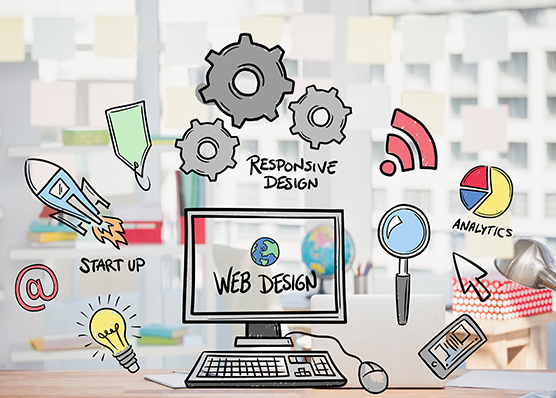 RESPONSIVE
DESIGN
ANALYTICS
START UP
WEB DESIGN
@